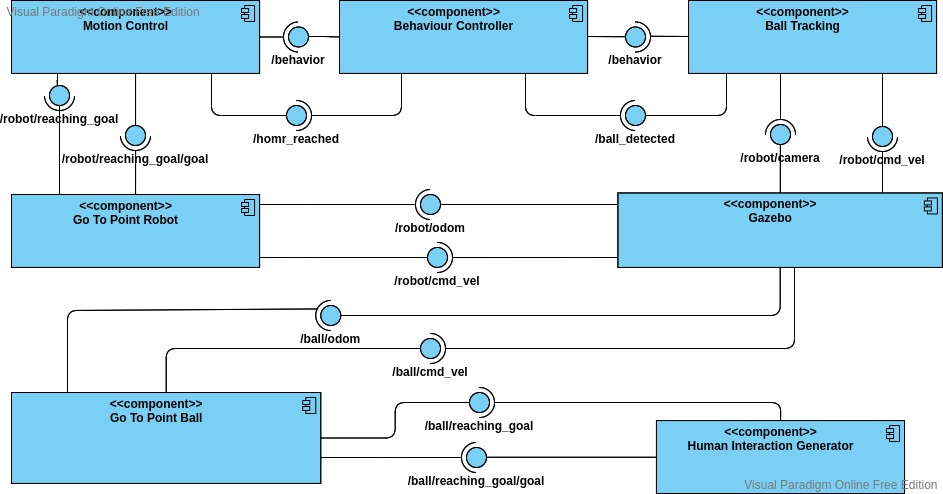 Visual Paradigm Online Free Edition
<<component>>
Motion Control
<<component>>
Behaviour Controller
<<component>>
Ball Tracking
/behavior
/behavior
/robot/reaching_goal
/homr_reached
/ball_detected
/robot/reaching_goal/goal
/robot/camera
/robot/cmd_vel
<<component>>
Go To Point Robot
<<component>>
Gazebo
/robot/odom
/robot/cmd_vel
/ball/odom
/ball/cmd_vel
<<component>>
Go To Point Ball
/ball/reaching_goal
<<component>>
Human Interaction Generator
/ball/reaching_goal/goal
Visual Paradigm Online Free Edition